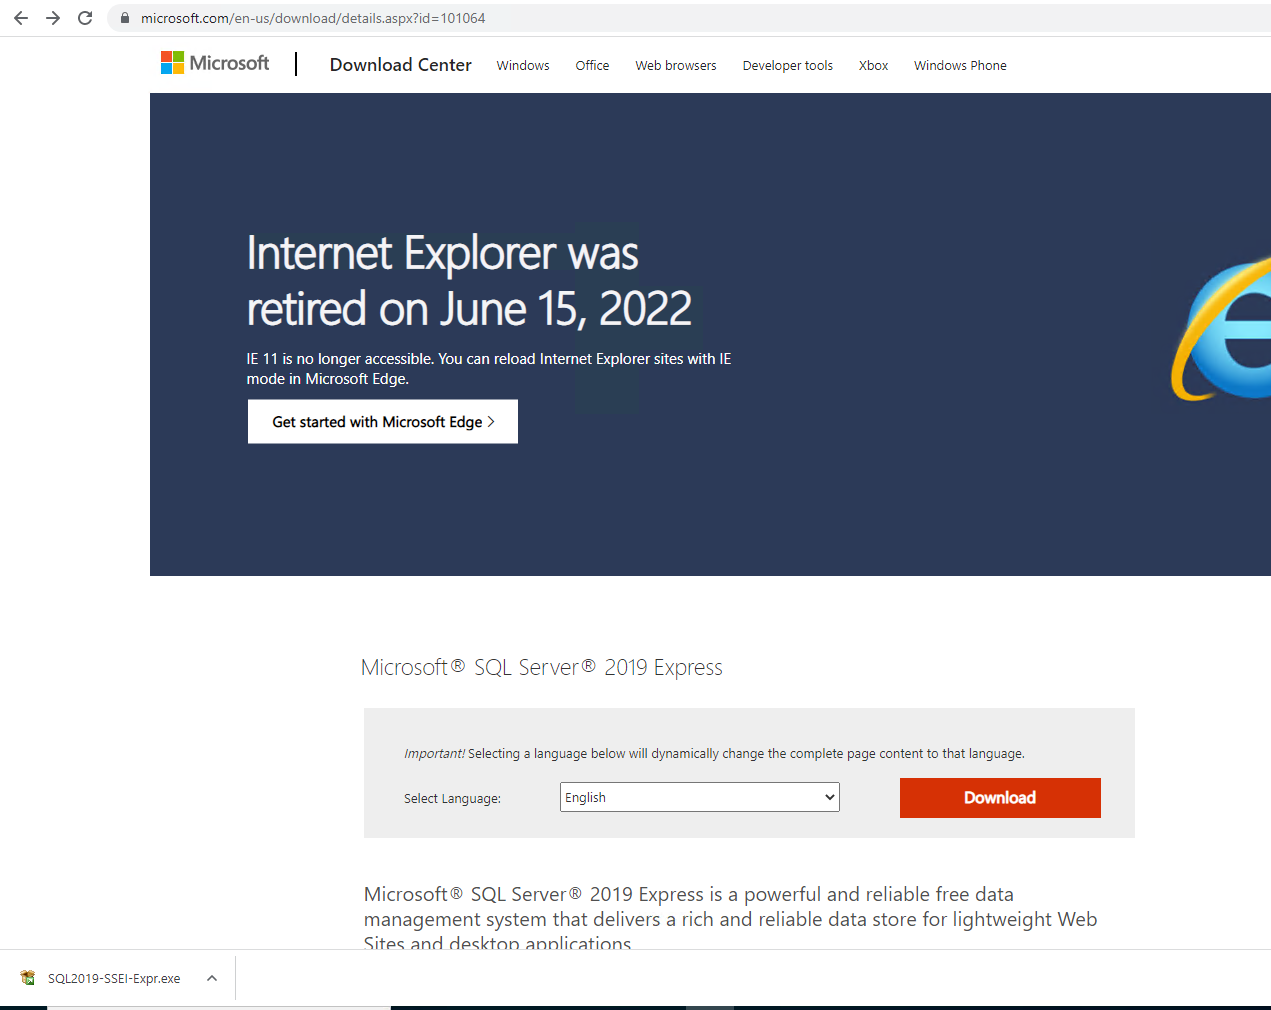 microsoft.com/en-us/download/details.aspx?id=101064
Microsoft Download Center Windows Office Web browsers Developer tools Xbox Windows Phone
Internet Explorer was
retired on June 15, 2022
IE 11 is no longer accessible. You can reload Internet Explorer sites with IE
mode in Microsoft Edge.
Get started with Microsoft Edge >
Microsoft® SQL Server® 2019 Express
Important! Selecting a language below will dynamically change the complete page content to that language.
Select Language: English Download
Microsoft® SQL Server® 2019 Express is a powerful and reliable free data
management system that delivers a rich and reliable data store for lightweight Web
Sites and desktop applications.
SQL2019-SSEI-Expr.exe